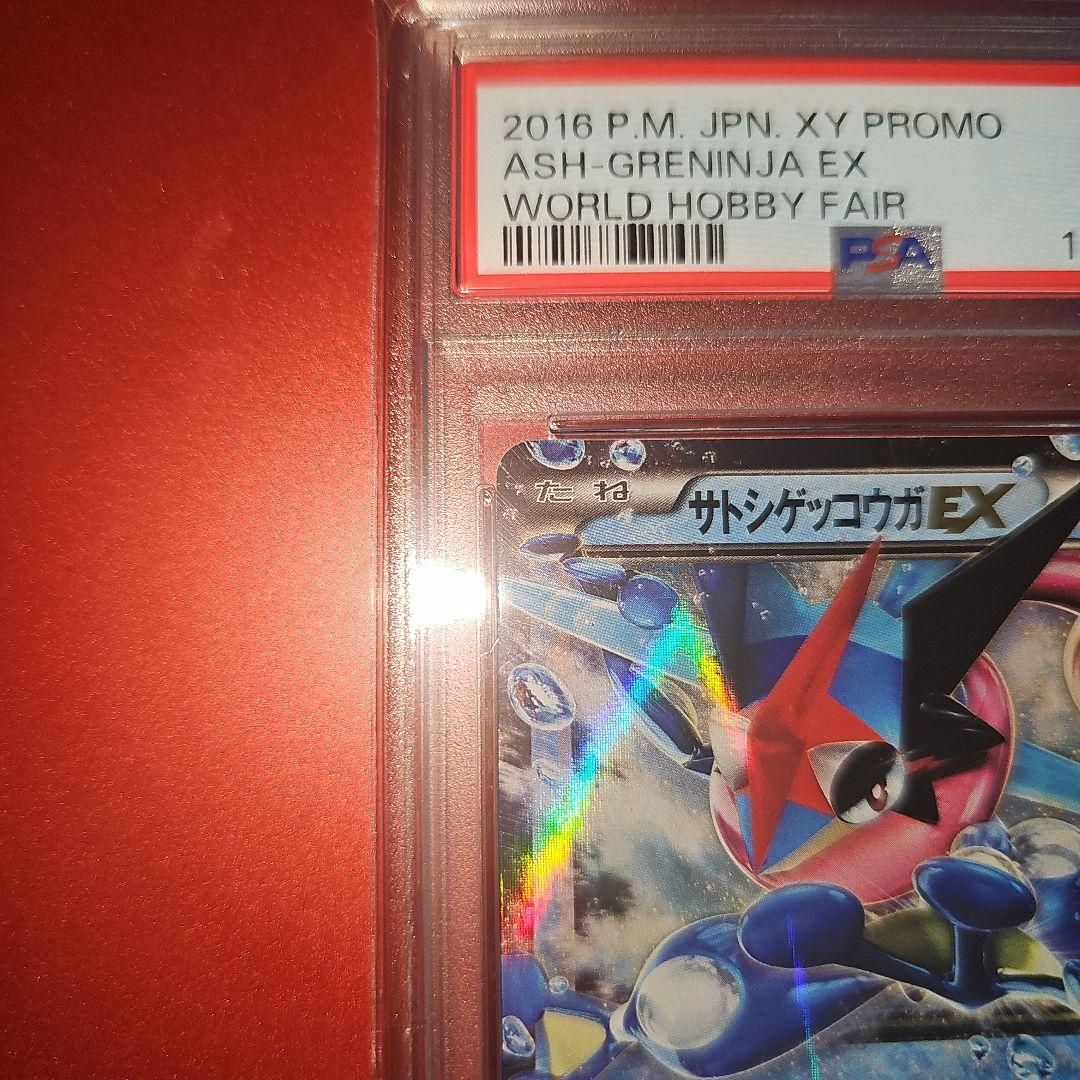 2016 P.M. JPN. XY PROMO
ASH-GRENINJA EX
WORLD HOBBY FAIR
PSA
1
たね サトシゲッコウガEX